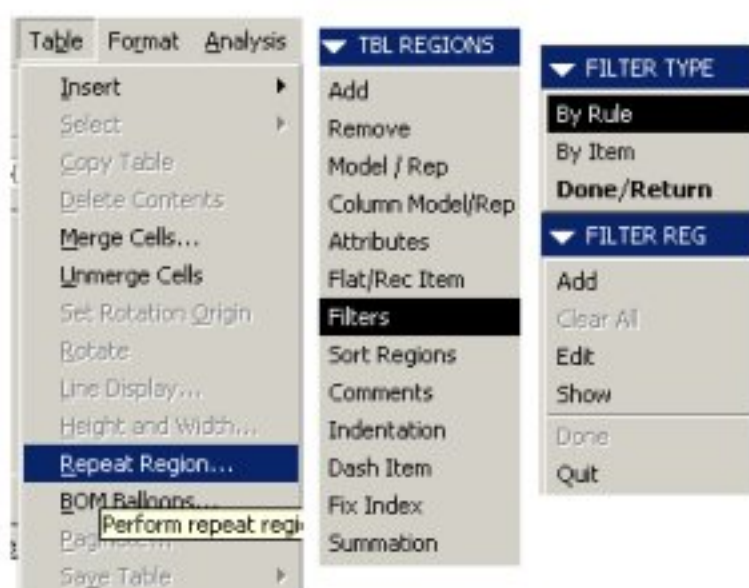 Table Format Analysis
Insert
Select
Copy Table
Delete Contents
Merge Cells...
Unmerge Cells
Set Rotation Origin
Rotate
Line Display...
Height and Width...
Repeat Region...
BOM Balloons...
Perform repeat regi
Save Table
TBL REGIONS
Add
Remove
Model / Rep
Column Model/Rep
Attributes
Flat/Rec Item
Filters
Sort Regions
Comments
Indentation
Dash Item
Fix Index
Summation
FILTER TYPE
By Rule
By Item
Done/Return
FILTER REG
Add
Clear All
Edit
Show
Done
Quit